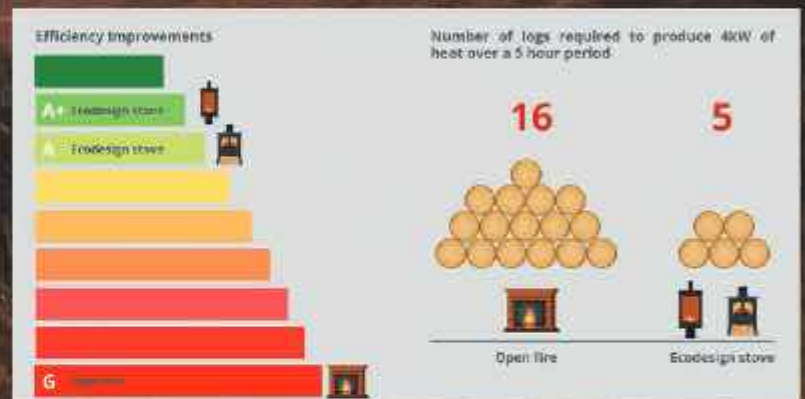 Efficiency Improvements
A+ Ecodesign stove
A Ecodesign stove
G
Number of logs required to produce 4kW of
heat over a 5 hour period
16
5
Open fire
Ecodesign stove